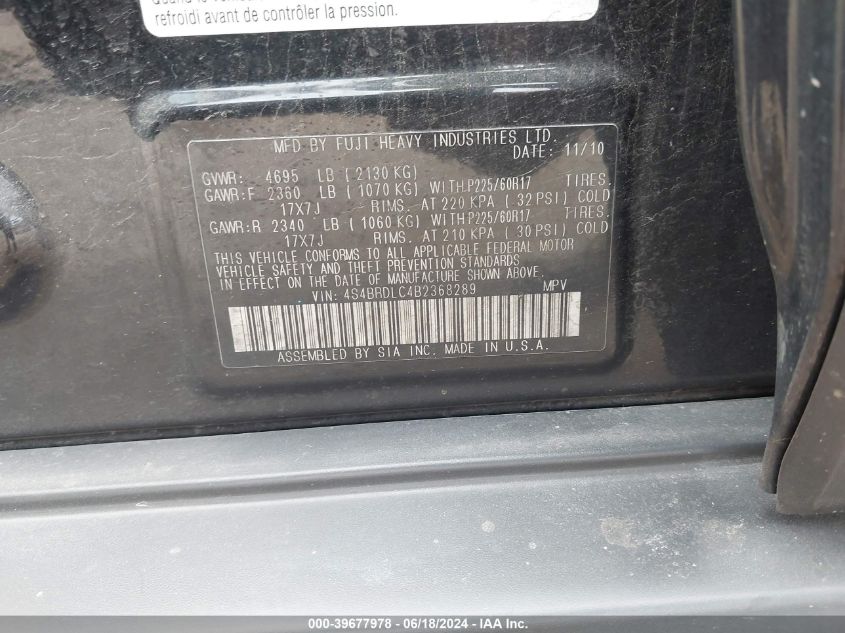 refroidi avant de contrôler la pression.
MFD BY FUJI HEAVY INDUSTRIES LTD.
DATE: 11/10
GVWR: 4695 LB ( 2130 KG)
GAWR:F 2360 LB ( 1070 KG) WITH P225/60R17 TIRES.
17X7J RIMS. AT 220 KPA ( 32 PSI) COLD
GAWR:R 2340 LB ( 1060 KG) WITH P225/60R17 TIRES.
17X7J RIMS. AT 210 KPA ( 30 PSI) COLD
THIS VEHICLE CONFORMS TO ALL APPLICABLE FEDERAL MOTOR
VEHICLE SAFETY AND THEFT PREVENTION STANDARDS
IN EFFECT ON THE DATE OF MANUFACTURE SHOWN ABOVE.
VIN: 4S4BRDLC4B2368289 MPV
ASSEMBLED BY SIA INC. MADE IN U.S.A.
000-39677978 - 06/18/2024 - IAA Inc.